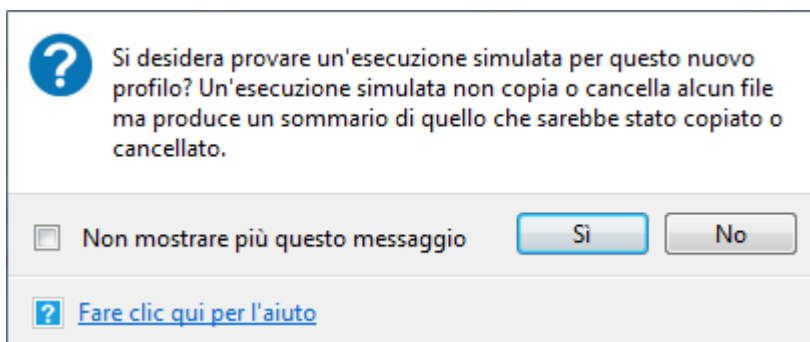 Si desidera provare un'esecuzione simulata per questo nuovo
profilo? Un'esecuzione simulata non copia o cancella alcun file
ma produce un sommario di quello che sarebbe stato copiato o
cancellato.
Non mostrare più questo messaggio
Sì
No
Fare clic qui per l'aiuto